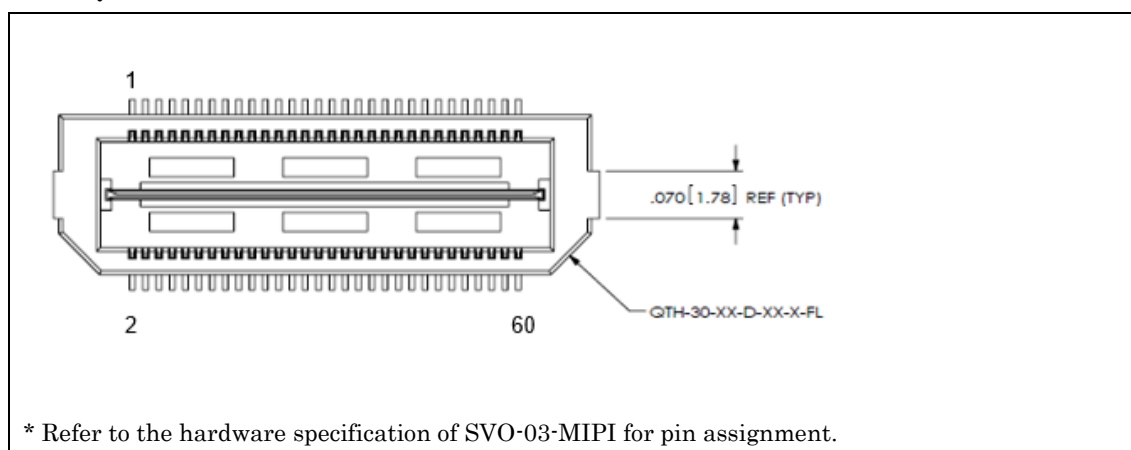 1
.070[1.78] REF (TYP)
2
60
QTH-30-XX-D-XX-X-FL
* Refer to the hardware specification of SVO-03-MIPI for pin assignment.